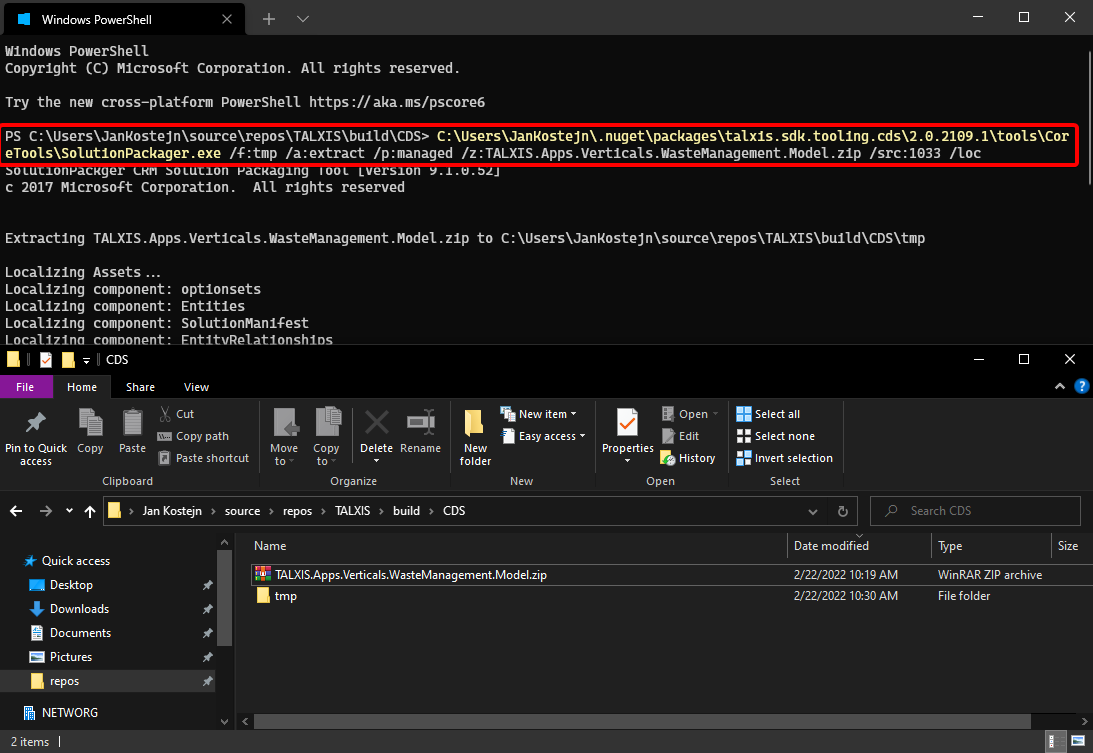 Windows PowerShell
Windows PowerShell
Copyright (C) Microsoft Corporation. All rights reserved.
Try the new cross-platform PowerShell https://aka.ms/pscore6
PS C:\Users\JanKostejn\source\repos\TALXIS\build\CDS> C:\Users\JanKostejn\.nuget\packages\talxis.sdk.tooling.cds\2.0.2109.1\tools\Cor
eTools\SolutionPackager.exe /f:tmp /a:extract /p:managed /z:TALXIS.Apps.Verticals.WasteManagement.Model.zip /src:1033 /loc
SolutionPackger CRM Solution Packaging Tool [Version 9.1.0.52]
c 2017 Microsoft Corporation. All rights reserved
Extracting TALXIS.Apps.Verticals.WasteManagement.Model.zip to C:\Users\JanKostejn\source\repos\TALXIS\build\CDS\tmp
Localizing Assets...
Localizing component: optionsets
Localizing component: Entities
Localizing component: SolutionManifest
Localizing component: EntityRelationships
CDS
File Home Share View
Pin to Quick access
Copy
Paste
Cut
Copy path
Paste shortcut
Clipboard
Move to
Copy to
Delete
Rename
Organize
New folder
New item
Easy access
New
Properties
Open
Edit
History
Open
Select all
Select none
Invert selection
Select
Jan Kostejn › source › repos › TALXIS › build › CDS
Search CDS
Name Date modified Type Size
Quick access
Desktop
Downloads
Documents
Pictures
repos
NETWORG
TALXIS.Apps.Verticals.WasteManagement.Model.zip 2/22/2022 10:19 AM WinRAR ZIP archive
tmp 2/22/2022 10:30 AM File folder
2 items